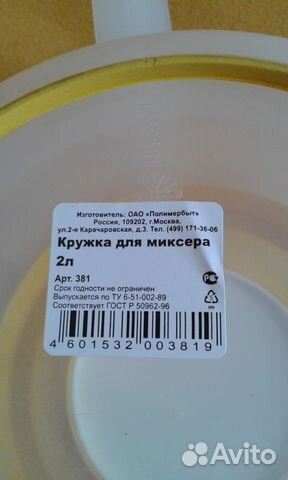 Изготовитель: ОАО «Полимербыт»
Россия, 109202, г.Москва,
ул.2-я Карачаровская, д.3. Тел. (499) 171-36-06
Кружка для миксера
2л
Арт. 381
Срок годности не ограничен
Выпускается по ТУ 6-51-002-89
Соответствует ГОСТ Р 50962-96
пп
4 601532 003819
Avito